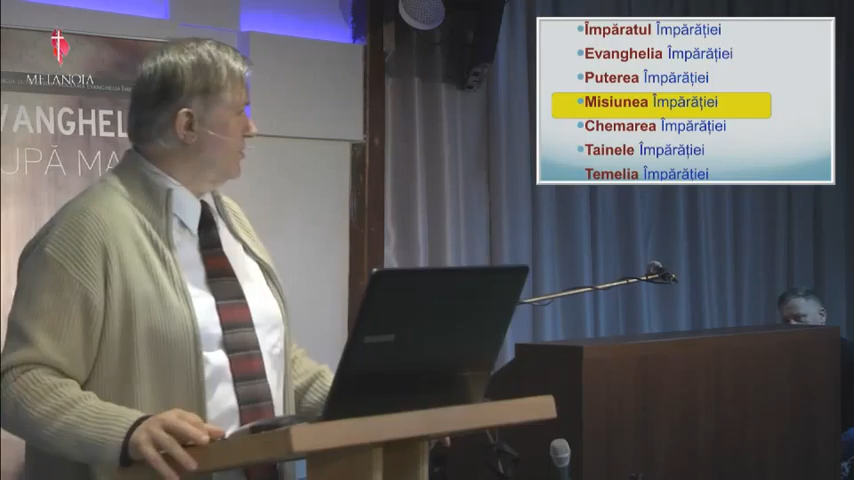 METANOIA
VANGHEL
UPĂ MA
Împăratul Împărăției
Evanghelia Împărăției
Puterea Împărăției
Misiunea Împărăției
Chemarea Împărăției
Tainele Împărăției
Temelia Împărăției